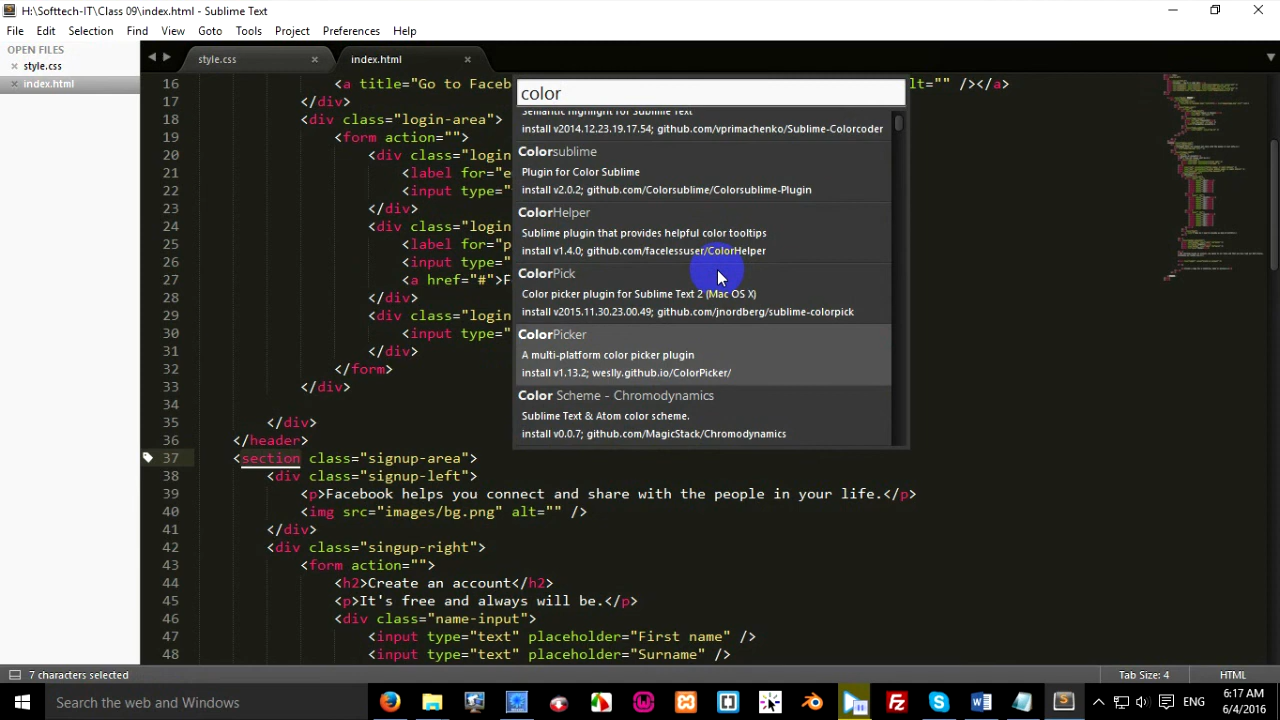 H:\Softtech-IT\Class 09\index.html - Sublime Text
File Edit Selection Find View Goto Tools Project Preferences Help
OPEN FILES
style.css
index.html
style.css
index.html
color
Semantic highlight for Sublime Text
install v2014.12.23.19.17.54; github.com/vprimachenko/Sublime-Colorcoder
Colorsublime
Plugin for Color Sublime
install v2.0.2; github.com/Colorsublime/Colorsublime-Plugin
ColorHelper
Sublime plugin that provides helpful color tooltips
install v1.4.0; github.com/facelessuser/ColorHelper
ColorPick
Color picker plugin for Sublime Text 2 (Mac OS X)
install v2015.11.30.23.00.49; github.com/jnordberg/sublime-colorpick
ColorPicker
A multi-platform color picker plugin
install v1.13.2; weslly.github.io/ColorPicker/
Color Scheme - Chromodynamics
Sublime Text & Atom color scheme.
install v0.0.7; github.com/MagicStack/Chromodynamics
16 <a title="Go to Faceb lt="" /></a>
17 </div>
18 <div class="login-area">
19 <form action="">
20 <div class="login
21 <label for="e
22 <input type="
23 </div>
24 <div class="login
25 <label for="p
26 <input type="
27 <a href="#">F
28 </div>
29 <div class="login
30 <input type="
31 </div>
32 </form>
33 </div>
34
35 </div>
36 </header>
37 <section class="signup-area">
38 <div class="signup-left">
39 <p>Facebook helps you connect and share with the people in your life.</p>
40 <img src="images/bg.png" alt="" />
41 </div>
42 <div class="singup-right">
43 <form action="">
44 <h2>Create an account</h2>
45 <p>It's free and always will be.</p>
46 <div class="name-input">
47 <input type="text" placeholder="First name" />
48 <input type="text" placeholder="Surname" />
7 characters selected Tab Size: 4 HTML
Search the web and Windows
ENG
6:17 AM
6/4/2016